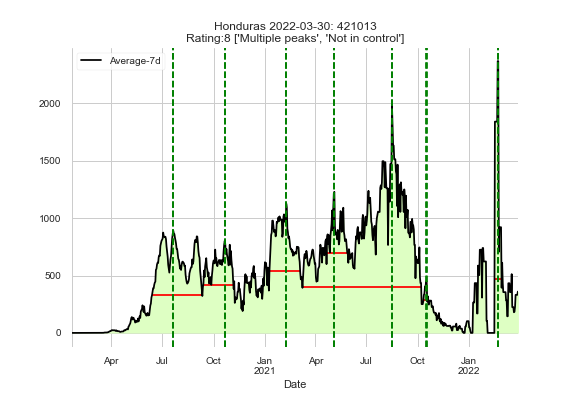 Honduras 2022-03-30: 421013
Rating:8 ['Multiple peaks', 'Not in control']
Average-7d
2000
1500
1000
500
0
Apr Jul Oct Jan Apr Jul Oct Jan
2021 2022
Date